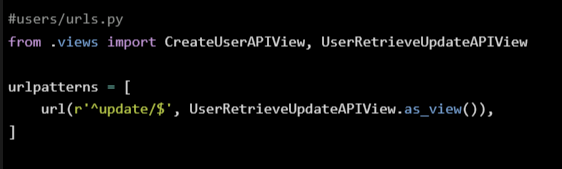 #users/urls.py
from .views import CreateUserAPIView, UserRetrieveUpdateAPIView
urlpatterns = [
    url(r'^update/$', UserRetrieveUpdateAPIView.as_view()),
]